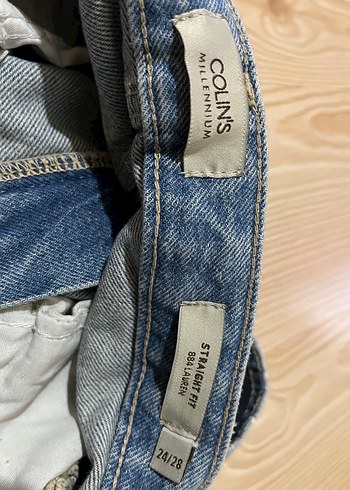 COLIN'S
MILLENNIUM
STRAIGHT FIT
884 LAUREN
24/28